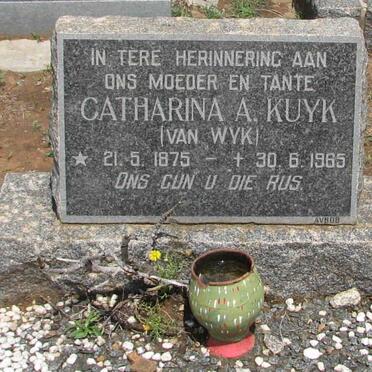 IN TERE HERINNERING AAN
ONS MOEDER EN TANTE
CATHARINA A. KUYK
(VAN WYK)
★ 21.5.1875 – + 30.6.1965
ONS GUN U DIE RUS.
AVBOB